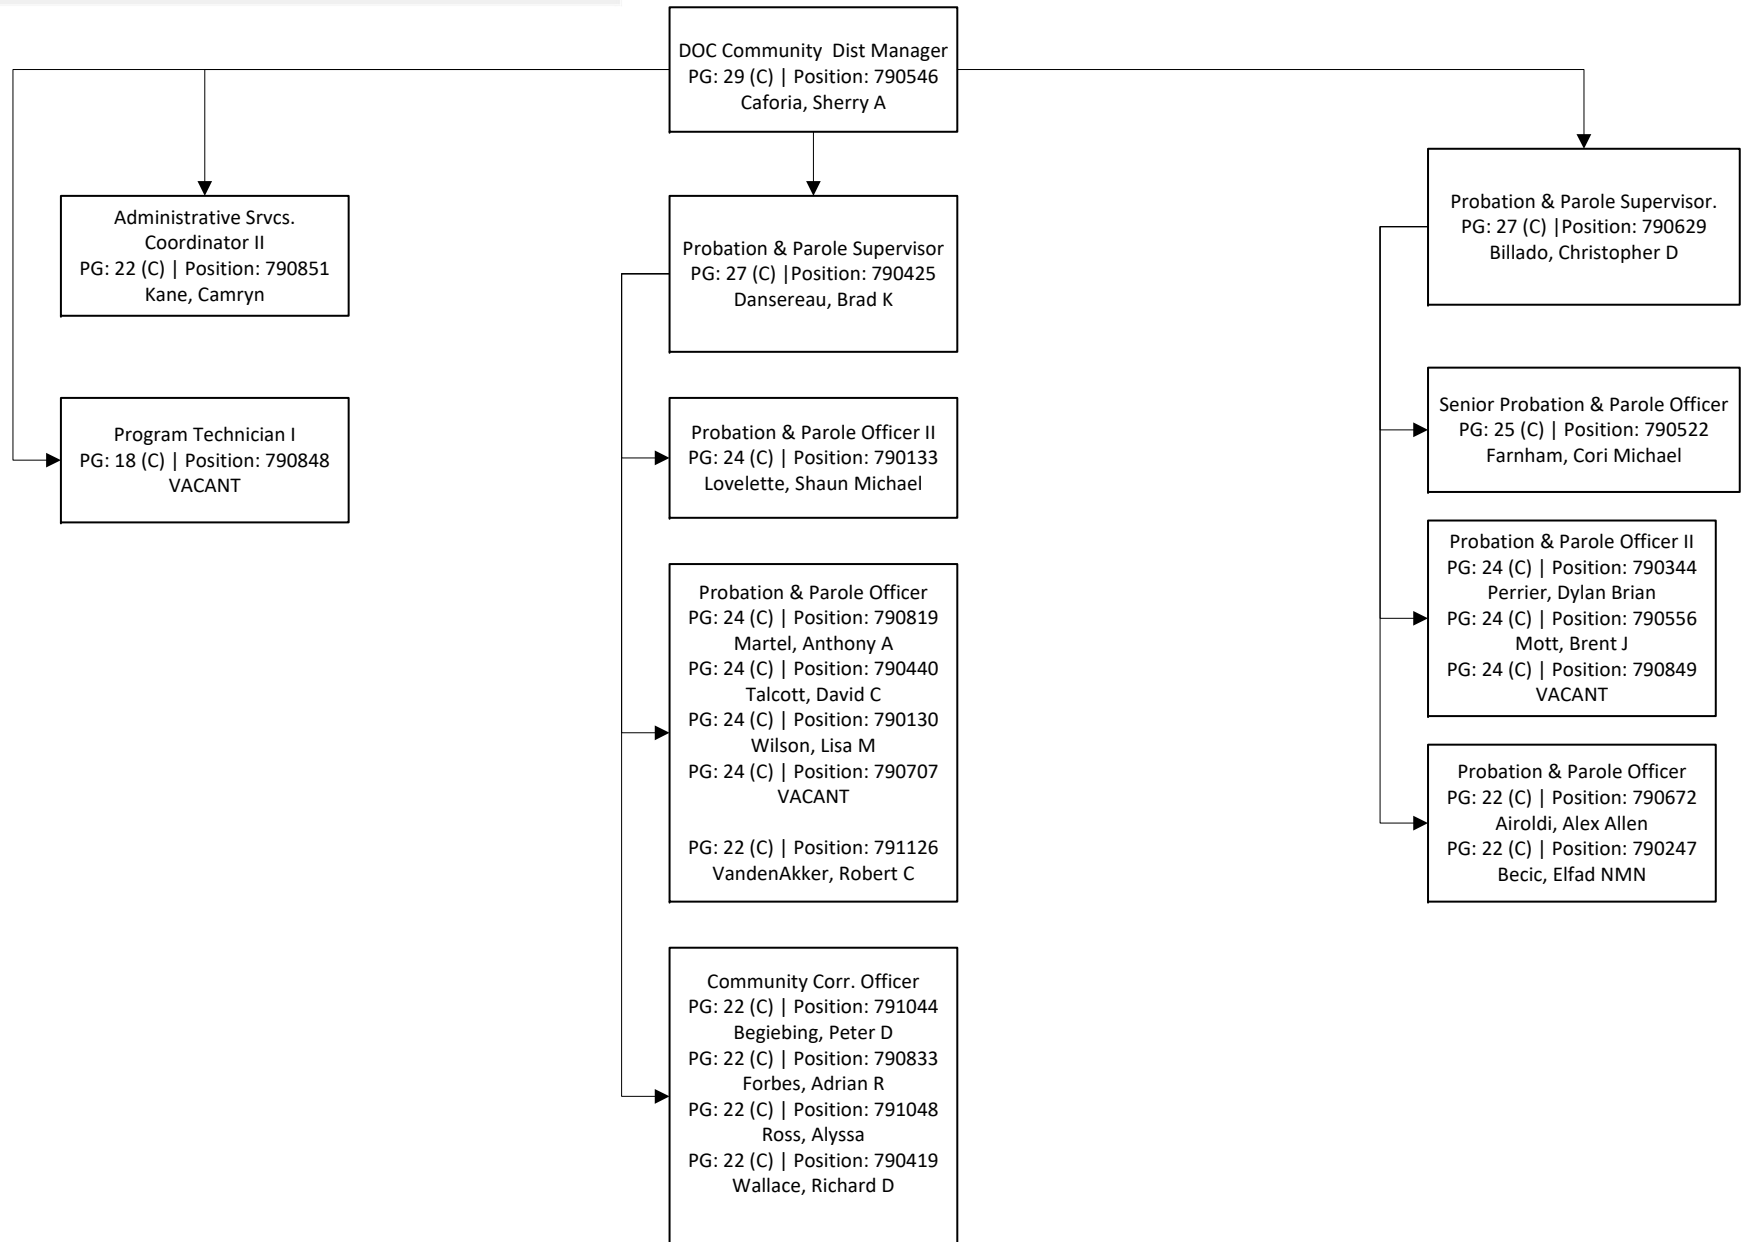 DOC Community  Dist Manager
PG: 29 (C) | Position: 790546
Caforia, Sherry A
Administrative Srvcs.
Coordinator II
PG: 22 (C) | Position: 790851
Kane, Camryn
Program Technician I
PG: 18 (C) | Position: 790848
VACANT
Probation & Parole Supervisor
PG: 27 (C) |Position: 790425
Dansereau, Brad K
Probation & Parole Officer II
PG: 24 (C) | Position: 790133
Lovelette, Shaun Michael
Probation & Parole Officer
PG: 24 (C) | Position: 790819
Martel, Anthony A
PG: 24 (C) | Position: 790440
Talcott, David C
PG: 24 (C) | Position: 790130
Wilson, Lisa M
PG: 24 (C) | Position: 790707
VACANT
PG: 22 (C) | Position: 791126
VandenAkker, Robert C
Community Corr. Officer
PG: 22 (C) | Position: 791044
Begiebing, Peter D
PG: 22 (C) | Position: 790833
Forbes, Adrian R
PG: 22 (C) | Position: 791048
Ross, Alyssa
PG: 22 (C) | Position: 790419
Wallace, Richard D
Probation & Parole Supervisor.
PG: 27 (C) |Position: 790629
Billado, Christopher D
Senior Probation & Parole Officer
PG: 25 (C) | Position: 790522
Farnham, Cori Michael
Probation & Parole Officer II
PG: 24 (C) | Position: 790344
Perrier, Dylan Brian
PG: 24 (C) | Position: 790556
Mott, Brent J
PG: 24 (C) | Position: 790849
VACANT
Probation & Parole Officer
PG: 22 (C) | Position: 790672
Airoldi, Alex Allen
PG: 22 (C) | Position: 790247
Becic, Elfad NMN